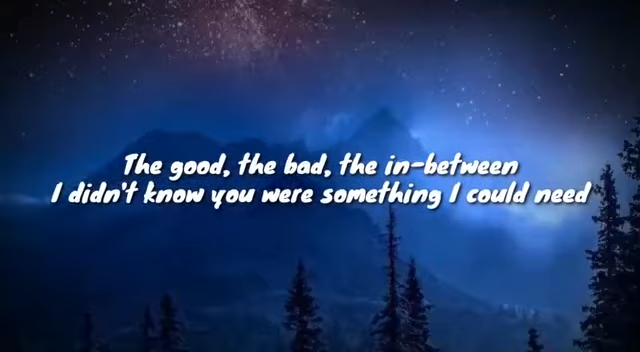 The good, the bad, the in-between
I didn't know you were something I could need